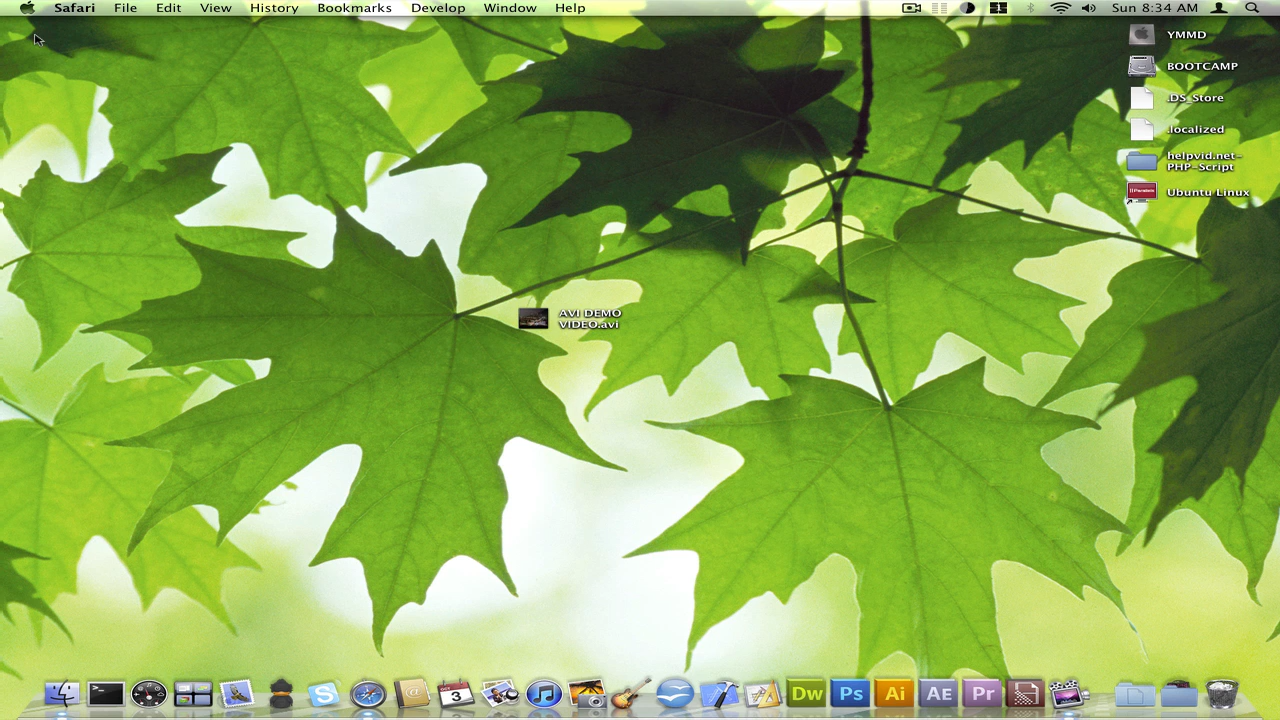 Safari File Edit View History Bookmarks Develop Window Help
Sun 8:34 AM
YMMD
BOOTCAMP
.DS_Store
.localized
helpvid.net-
PHP-Script
Ubuntu Linux
AVI DEMO
VIDEO.avi
OCT
3
Dw Ps Ai AE Pr